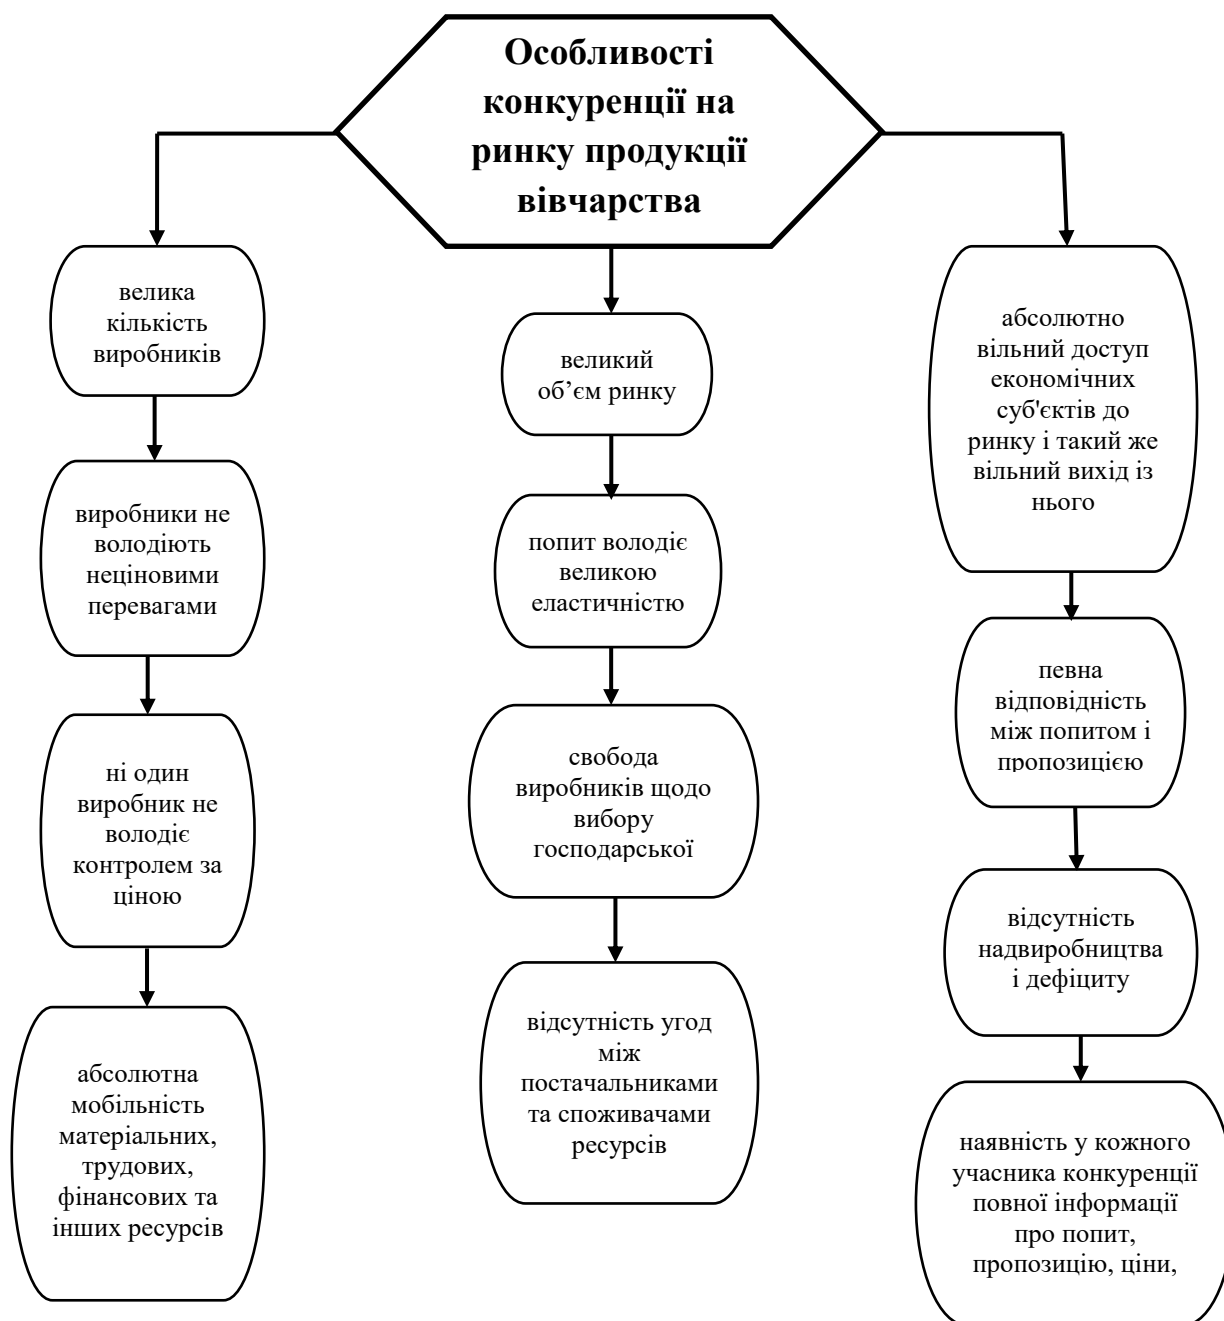 Особливості
конкуренції на
ринку продукції
вівчарства
велика
кількість
виробників
виробники не
володіють
неціновими
перевагами
ні один
виробник не
володіє
контролем за
ціною
абсолютна
мобільність
матеріальних,
трудових,
фінансових та
інших ресурсів
великий
об’єм ринку
попит володіє
великою
еластичністю
свобода
виробників щодо
вибору
господарської
відсутність угод
між
постачальниками
та споживачами
ресурсів
абсолютно
вільний доступ
економічних
суб'єктів до
ринку і такий же
вільний вихід із
нього
певна
відповідність
між попитом і
пропозицією
відсутність
надвиробництва
і дефіциту
наявність у кожного
учасника конкуренції
повної інформації
про попит,
пропозицію, ціни,